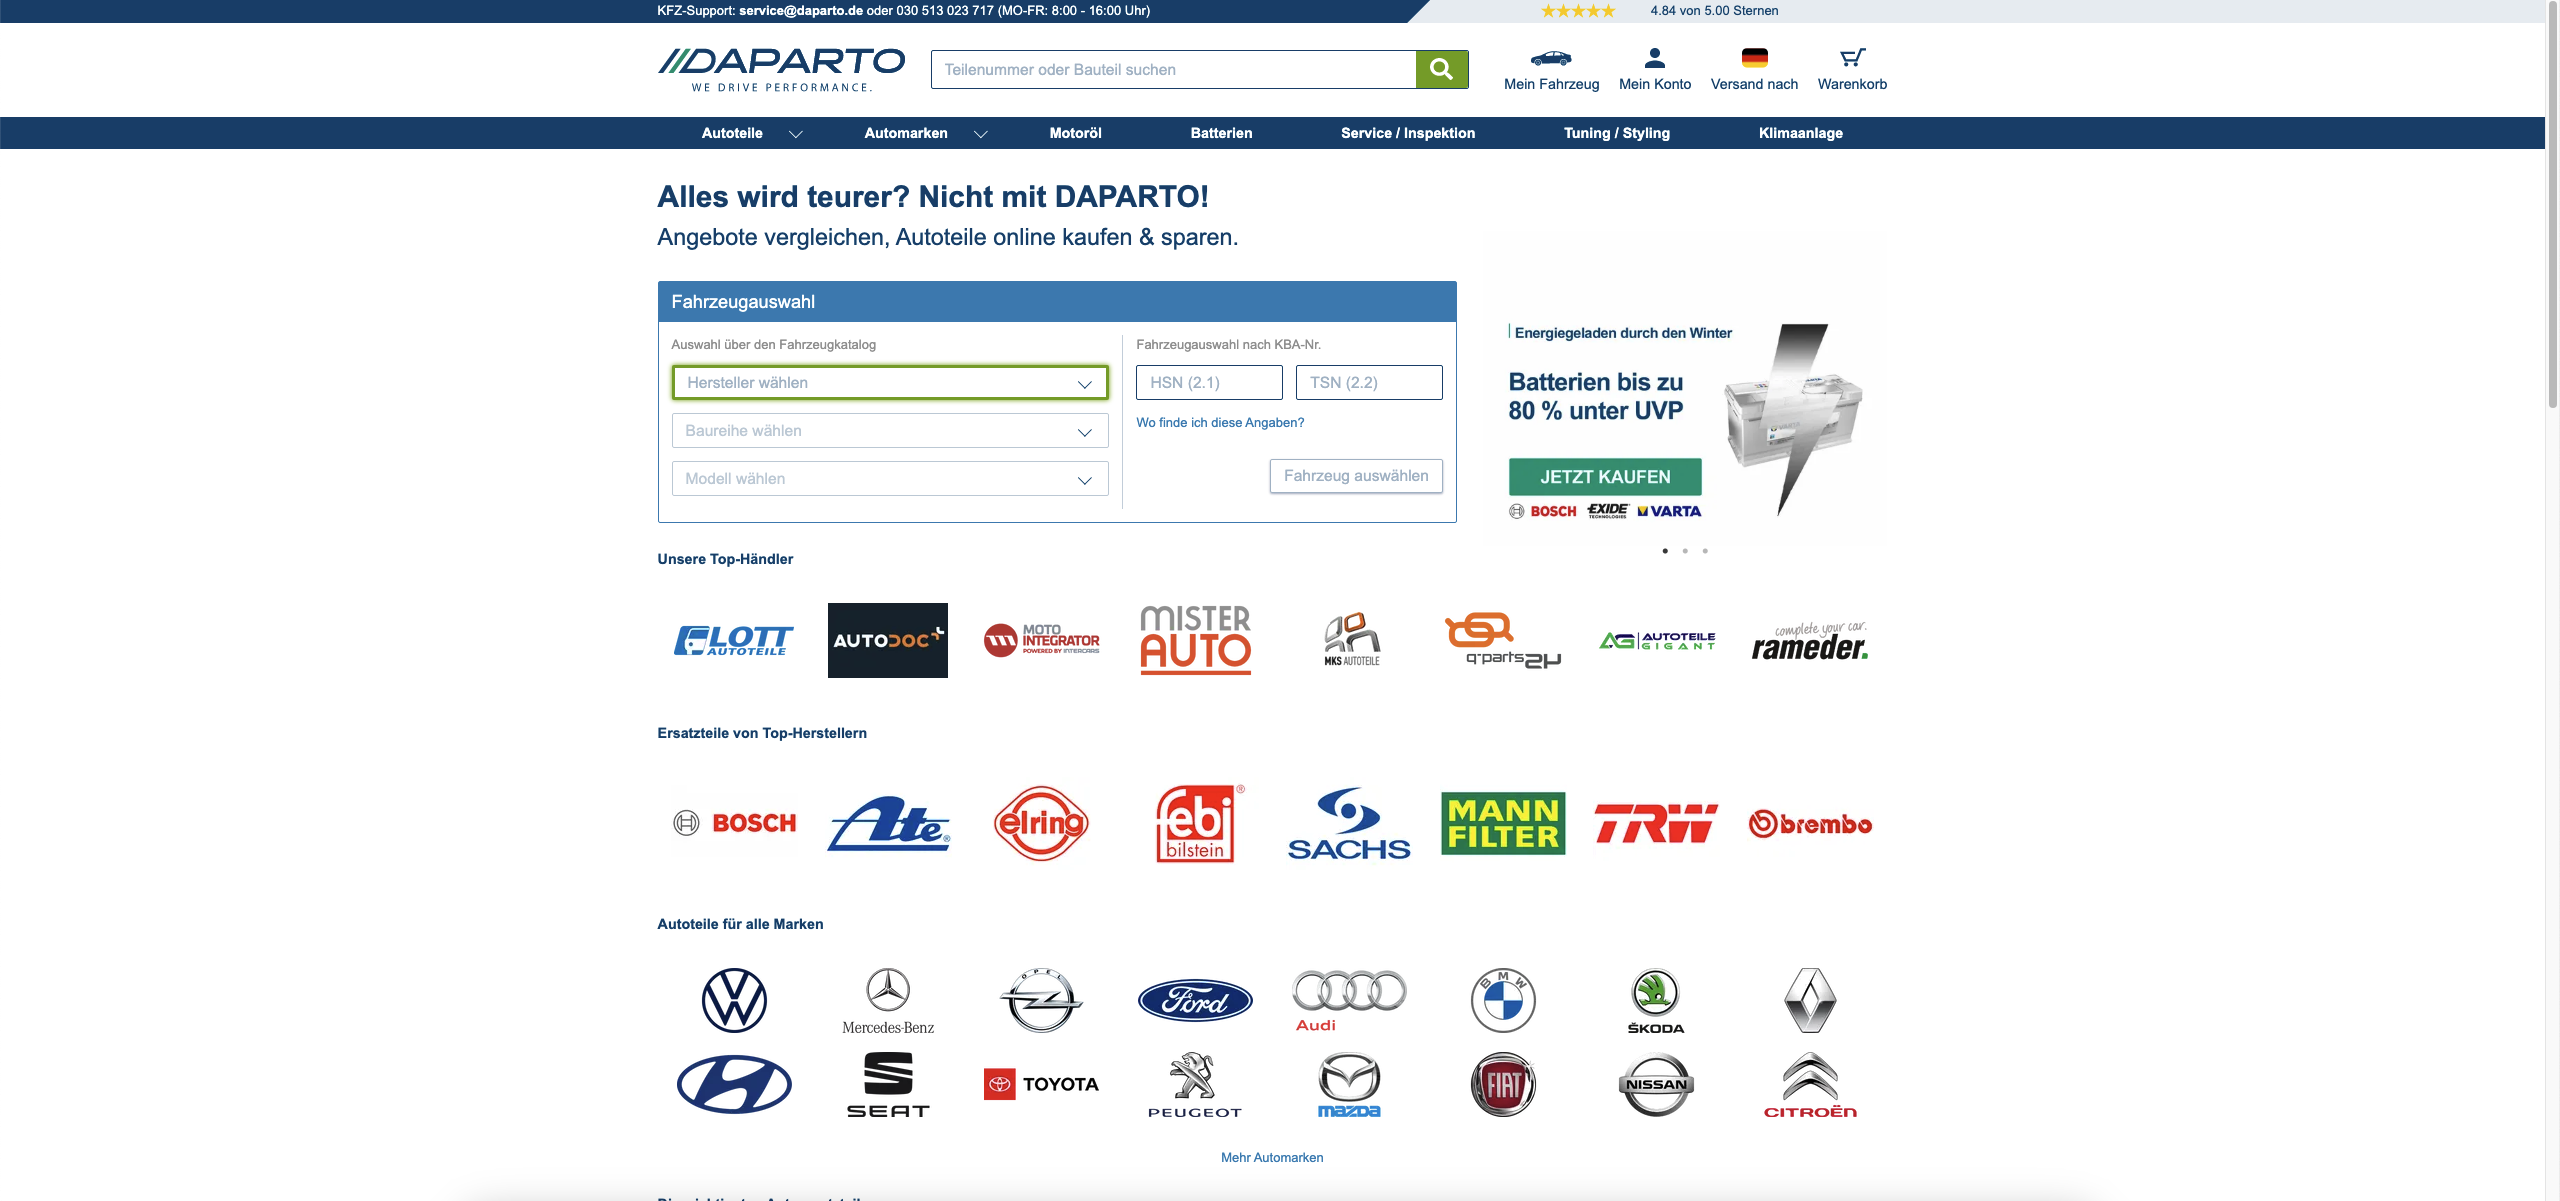 KFZ-Support: service@daparto.de oder 030 513 023 717 (MO-FR: 8:00 - 16:00 Uhr)
4.84 von 5.00 Sternen
DAPARTO
WE DRIVE PERFORMANCE.
Teilenummer oder Bauteil suchen
Mein Fahrzeug
Mein Konto
Versand nach
Warenkorb
Autoteile
Automarken
Motoröl
Batterien
Service / Inspektion
Tuning / Styling
Klimaanlage
Alles wird teurer? Nicht mit DAPARTO!
Angebote vergleichen, Autoteile online kaufen & sparen.
Fahrzeugauswahl
Auswahl über den Fahrzeugkatalog
Hersteller wählen
Baureihe wählen
Modell wählen
Fahrzeugauswahl nach KBA-Nr.
HSN (2.1)
TSN (2.2)
Wo finde ich diese Angaben?
Fahrzeug auswählen
Energiegeladen durch den Winter
Batterien bis zu
80 % unter UVP
JETZT KAUFEN
BOSCH
EXIDE
TECHNOLOGIES
VARTA
Unsere Top-Händler
LOTT
AUTOTEILE
AUTODOC
MOTO
INTEGRATOR
POWERED BY INTERCARS
MISTER
AUTO
MKS AUTOTEILE
q-parts24
AG AUTOTEILE
GIGANT
complete your car.
rameder.
Ersatzteile von Top-Herstellern
BOSCH
Ate
elring
febi
bilstein
SACHS
MANN
FILTER
TRW
brembo
Autoteile für alle Marken
VW
Mercedes-Benz
OPEL
Ford
Audi
BMW
ŠKODA
SEAT
TOYOTA
PEUGEOT
mazda
FIAT
NISSAN
CITROËN
Mehr Automarken